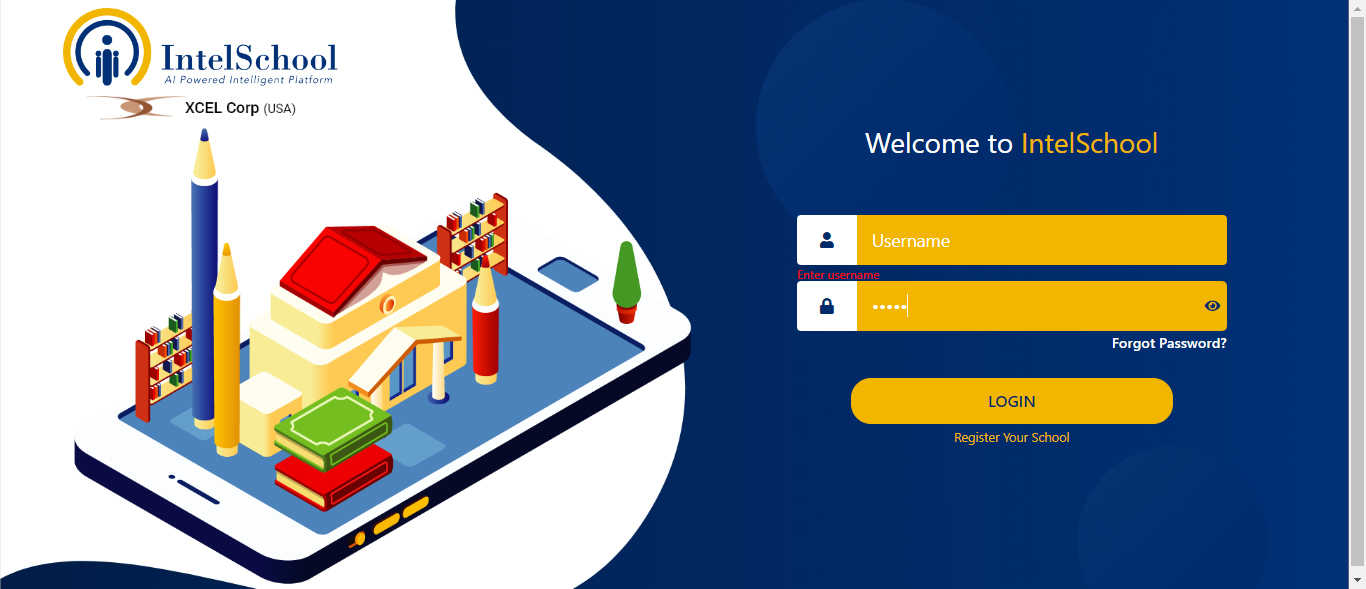 IntelSchool
AI Powered Intelligent Platform
XCEL Corp (USA)
Welcome to IntelSchool
Username
Enter username
•••••
Forgot Password?
LOGIN
Register Your School